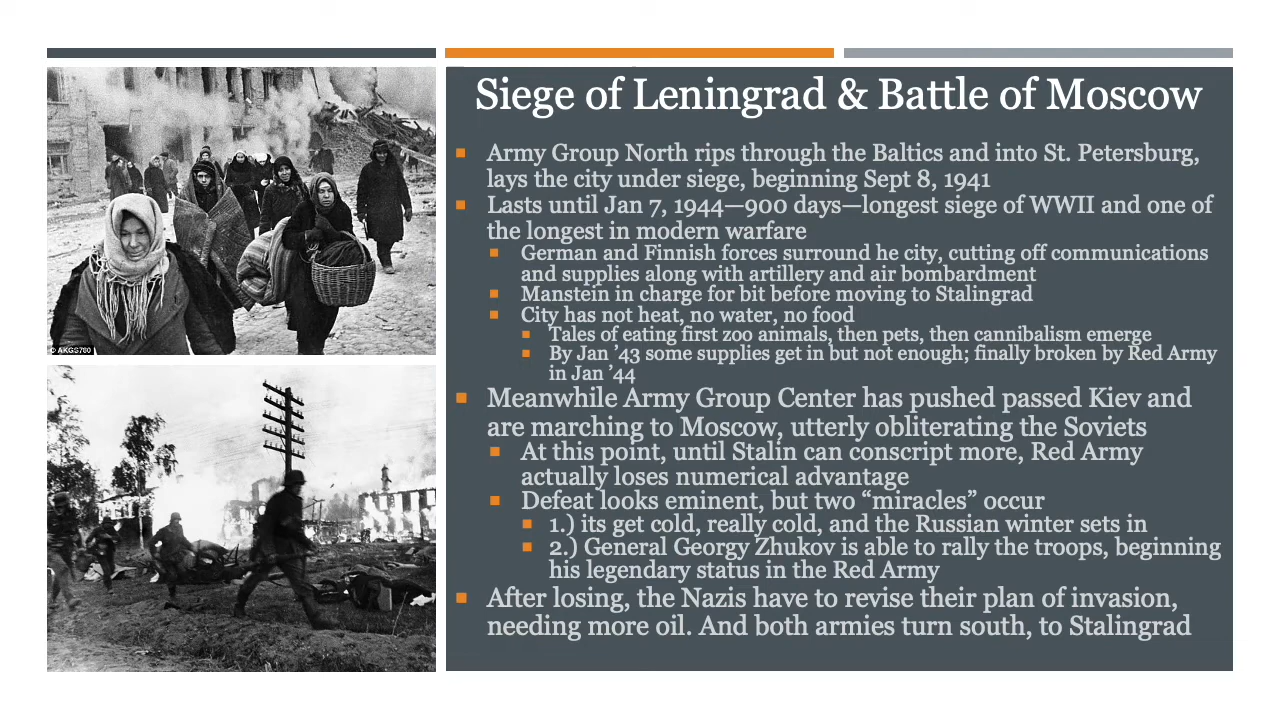 Siege of Leningrad & Battle of Moscow
Army Group North rips through the Baltics and into St. Petersburg,
lays the city under siege, beginning Sept 8, 1941
Lasts until Jan 7, 1944—900 days—longest siege of WWII and one of
the longest in modern warfare
German and Finnish forces surround he city, cutting off communications
and supplies along with artillery and air bombardment
Manstein in charge for bit before moving to Stalingrad
City has not heat, no water, no food
Tales of eating first zoo animals, then pets, then cannibalism emerge
By Jan ’43 some supplies get in but not enough; finally broken by Red Army
in Jan ’44
Meanwhile Army Group Center has pushed passed Kiev and
are marching to Moscow, utterly obliterating the Soviets
At this point, until Stalin can conscript more, Red Army
actually loses numerical advantage
Defeat looks eminent, but two “miracles” occur
1.) its get cold, really cold, and the Russian winter sets in
2.) General Georgy Zhukov is able to rally the troops, beginning
his legendary status in the Red Army
After losing, the Nazis have to revise their plan of invasion,
needing more oil. And both armies turn south, to Stalingrad
© AKGS780